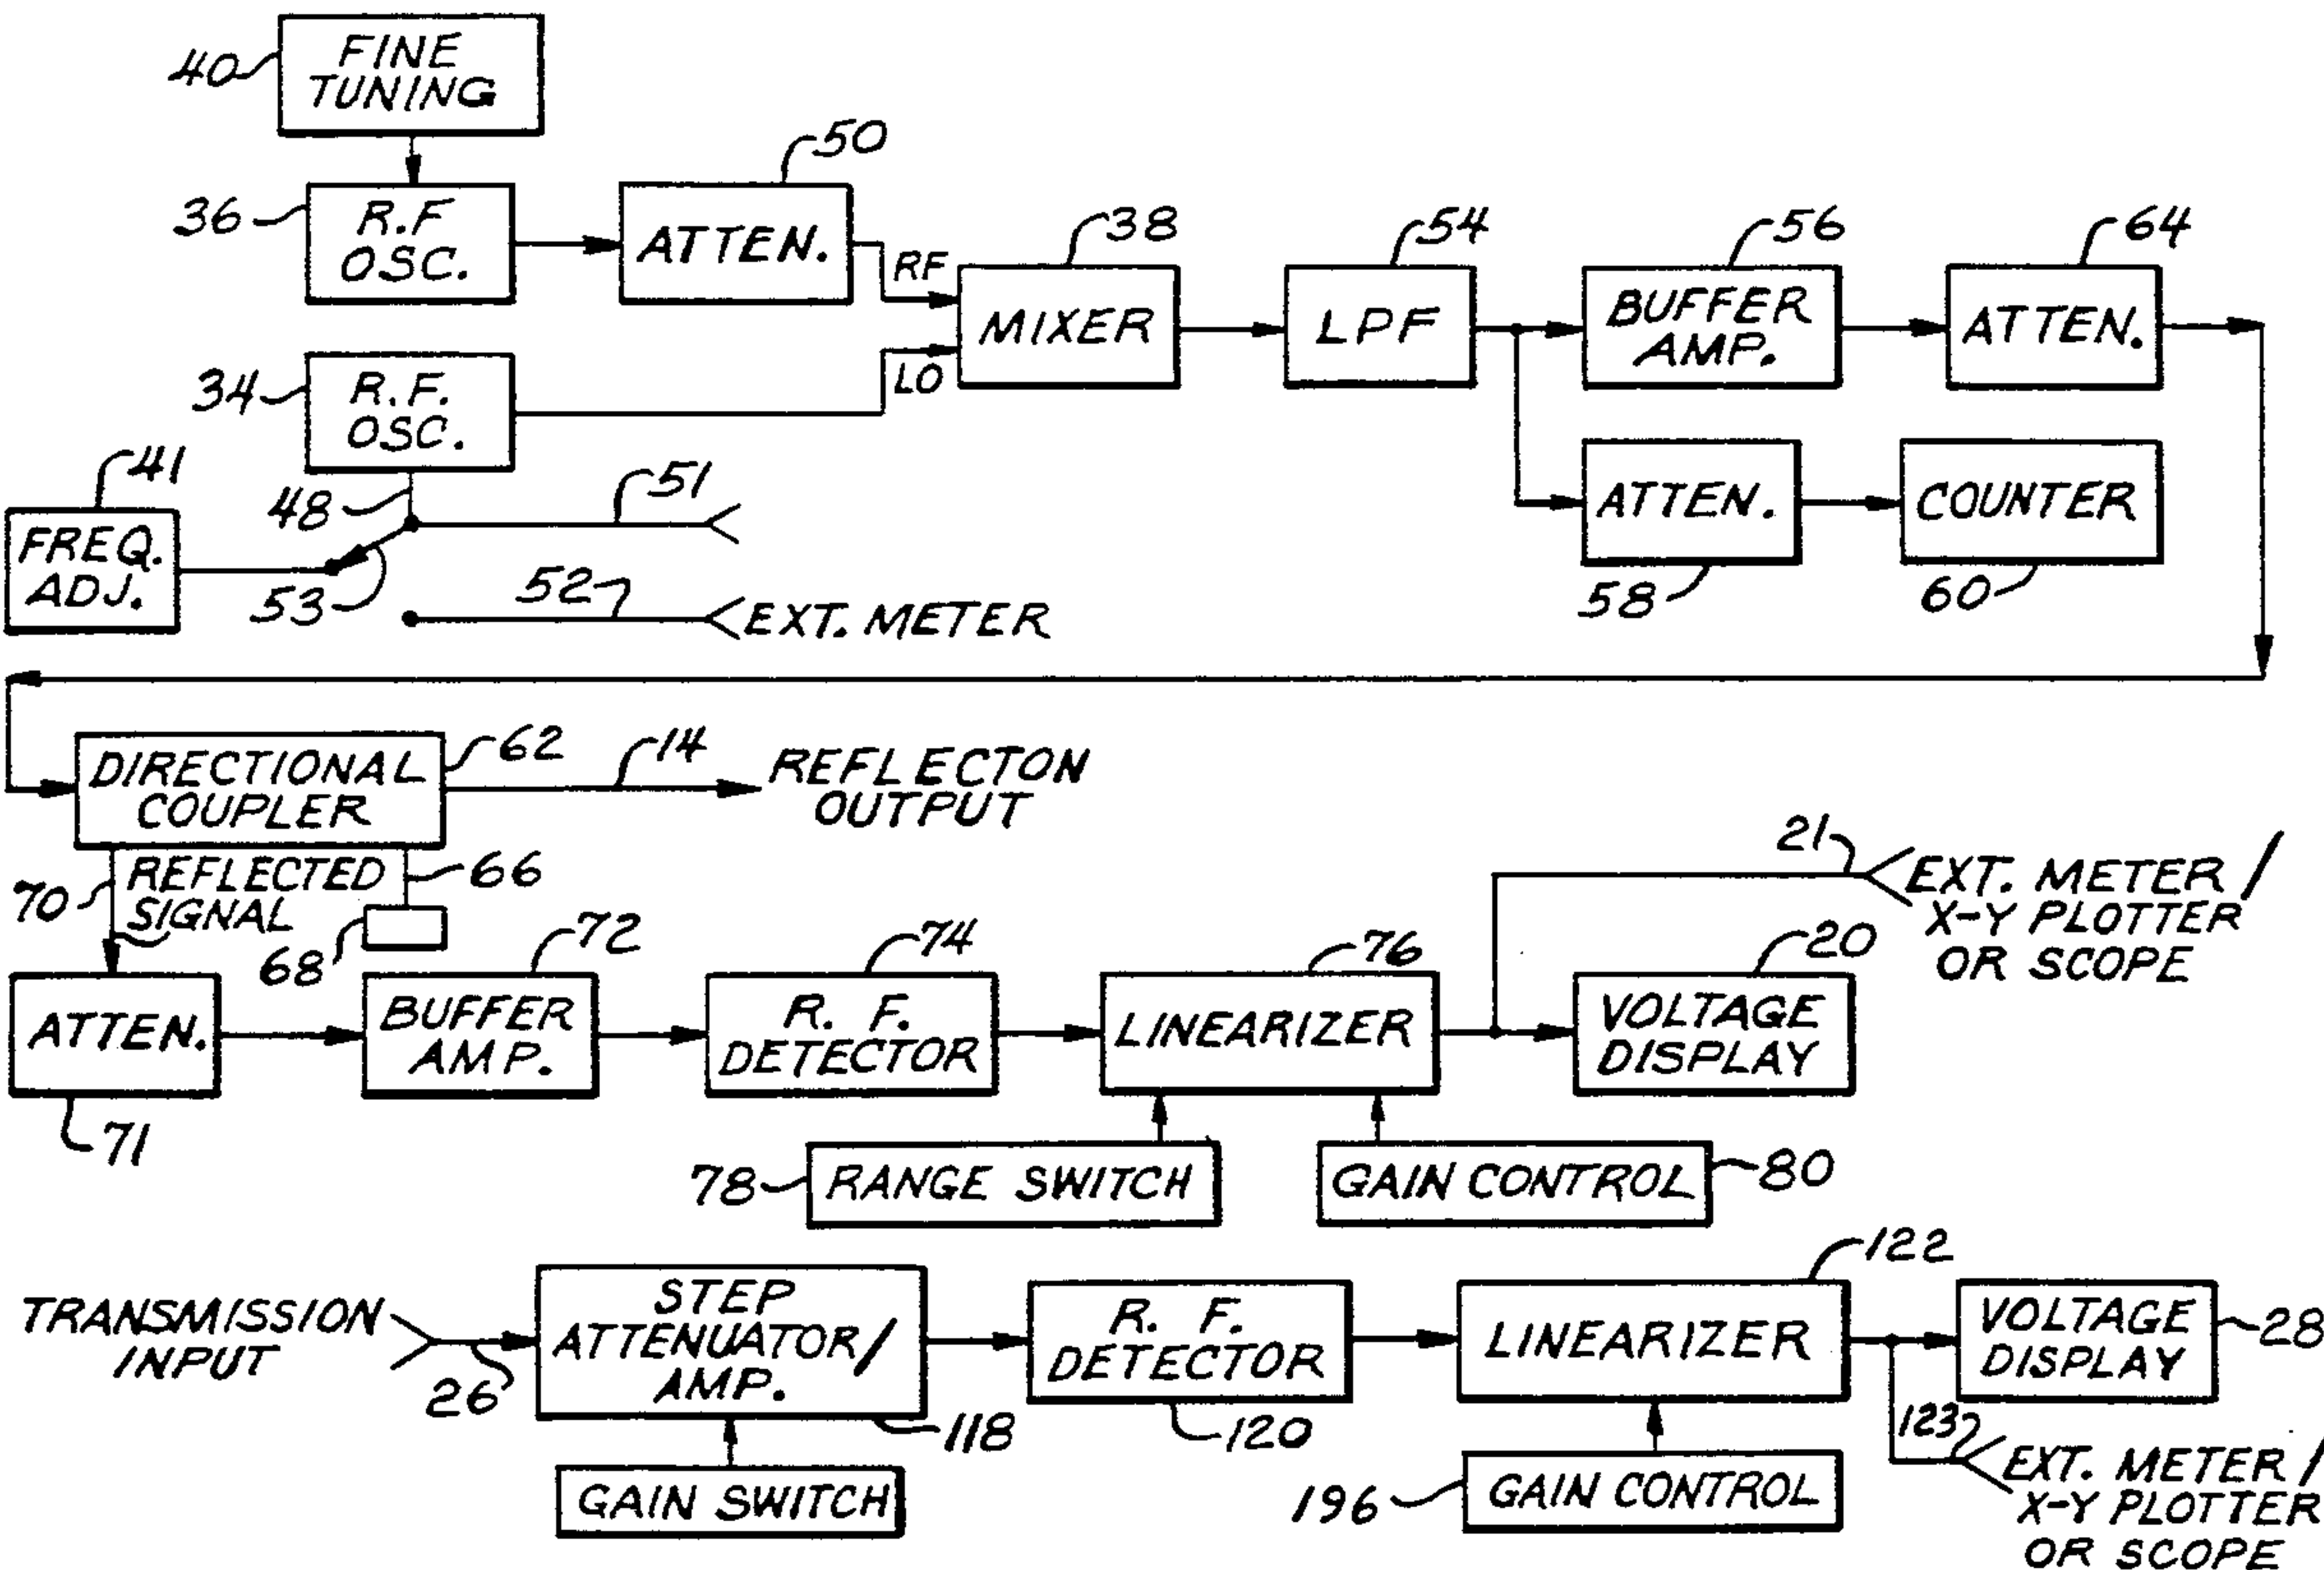 FINE
TUNING
40
50
36
R.F
OSC.
ATTEN.
RF
38
MIXER
54
LPF
56
BUFFER
AMP.
64
ATTEN.
34
R.F.
OSC.
LO
41
FREQ.
ADJ.
48
51
53
52
EXT. METER
ATTEN.
58
COUNTER
60
DIRECTIONAL
COUPLER
62
14
REFLECTON
OUTPUT
70
REFLECTED
SIGNAL
66
68
21
EXT. METER /
X-Y PLOTTER
OR SCOPE
ATTEN.
71
72
BUFFER
AMP.
74
R. F.
DETECTOR
76
LINEARIZER
20
VOLTAGE
DISPLAY
78
RANGE SWITCH
GAIN CONTROL
80
TRANSMISSION
INPUT
26
STEP
ATTENUATOR/
AMP.
118
R. F.
DETECTOR
120
122
LINEARIZER
VOLTAGE
DISPLAY
28
GAIN SWITCH
196
GAIN CONTROL
123
EXT. METER /
X-Y PLOTTER
OR SCOPE